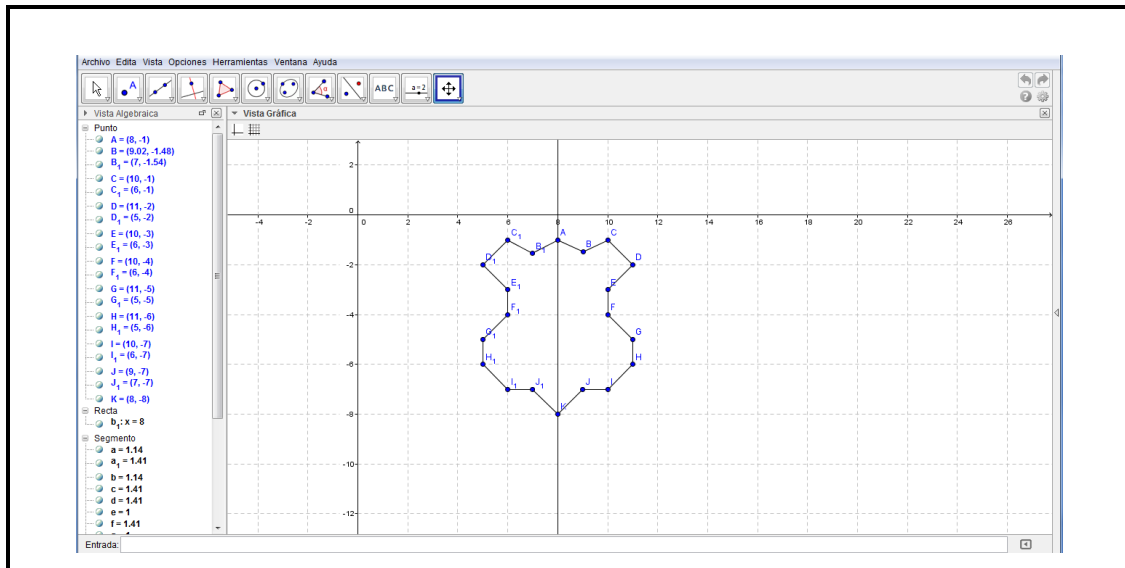 Archivo Edita Vista Opciones Herramientas Ventana Ayuda
A
α
ABC
a=2
Vista Algebraica
Punto
A = (8, -1)
B = (9.02, -1.48)
B1 = (7, -1.54)
C = (10, -1)
C1 = (6, -1)
D = (11, -2)
D1 = (5, -2)
E = (10, -3)
E1 = (6, -3)
F = (10, -4)
F1 = (6, -4)
G = (11, -5)
G1 = (5, -5)
H = (11, -6)
H1 = (5, -6)
I = (10, -7)
I1 = (6, -7)
J = (9, -7)
J1 = (7, -7)
K = (8, -8)
Recta
b1: x = 8
Segmento
a = 1.14
a1 = 1.41
b = 1.14
c = 1.41
d = 1.41
e = 1
f = 1.41
Vista Gráfica
2
0
-4 -2 0 2 4 6 8 10 12 14 16 18 20 22 24 26
C1 A C
B1 B
D1 D
-2
E1 E
F1 F
-4
G1 G
H1 H
-6
I1 J1 J I
K
-8
-10
-12
Entrada: